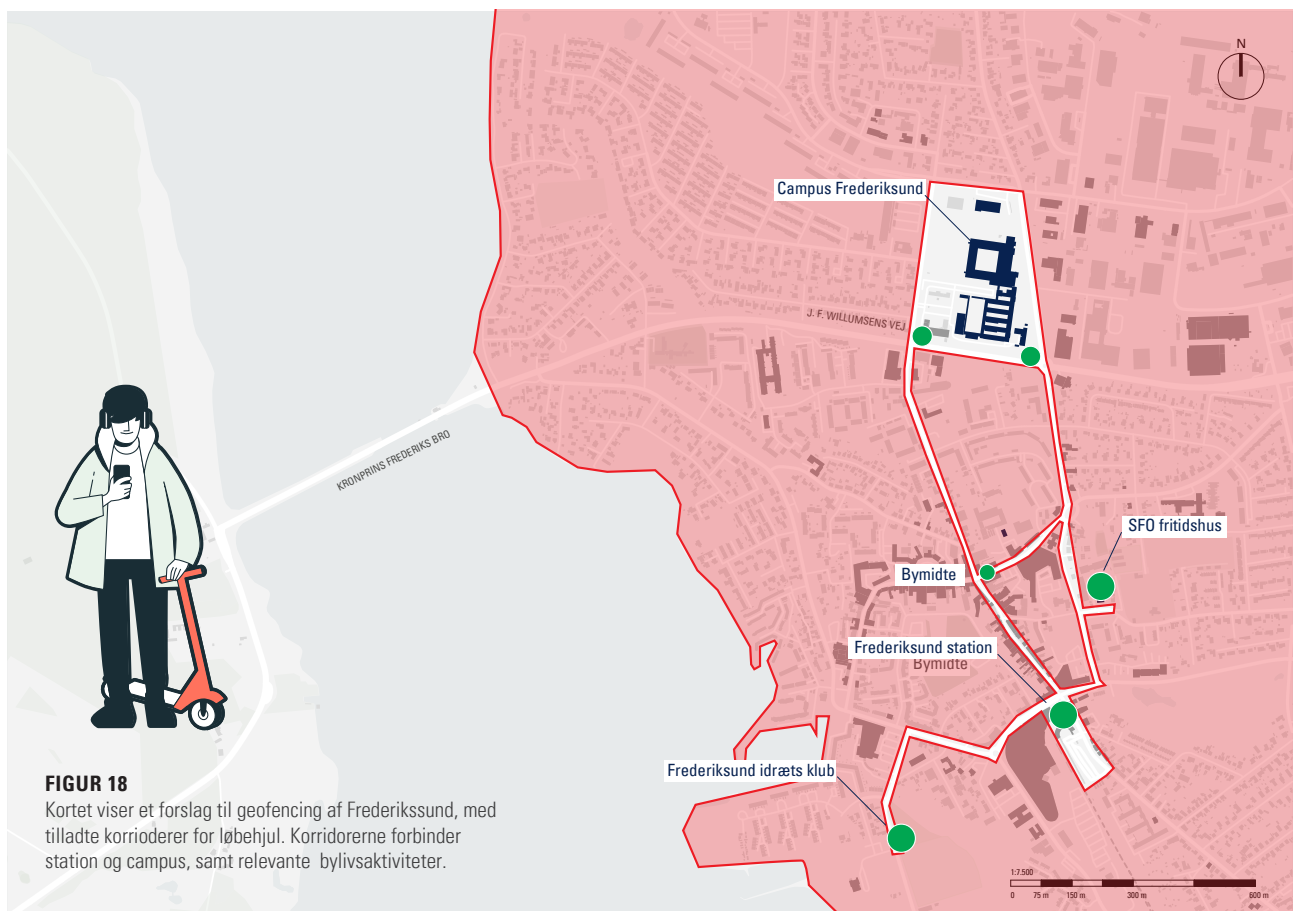 N
Campus Frederiksund
J. F. WILLUMSENS VEJ
KRONPRINS FREDERIKS BRO
SFO fritidshus
Bymidte
Frederiksund station
Bymidte
Frederiksund idræts klub
FIGUR 18
Kortet viser et forslag til geofencing af Frederikssund, med
tilladte korrioderer for løbehjul. Korridorerne forbinder
station og campus, samt relevante bylivsaktiviteter.
1:7.500
0 75 m 150 m 300 m 600 m